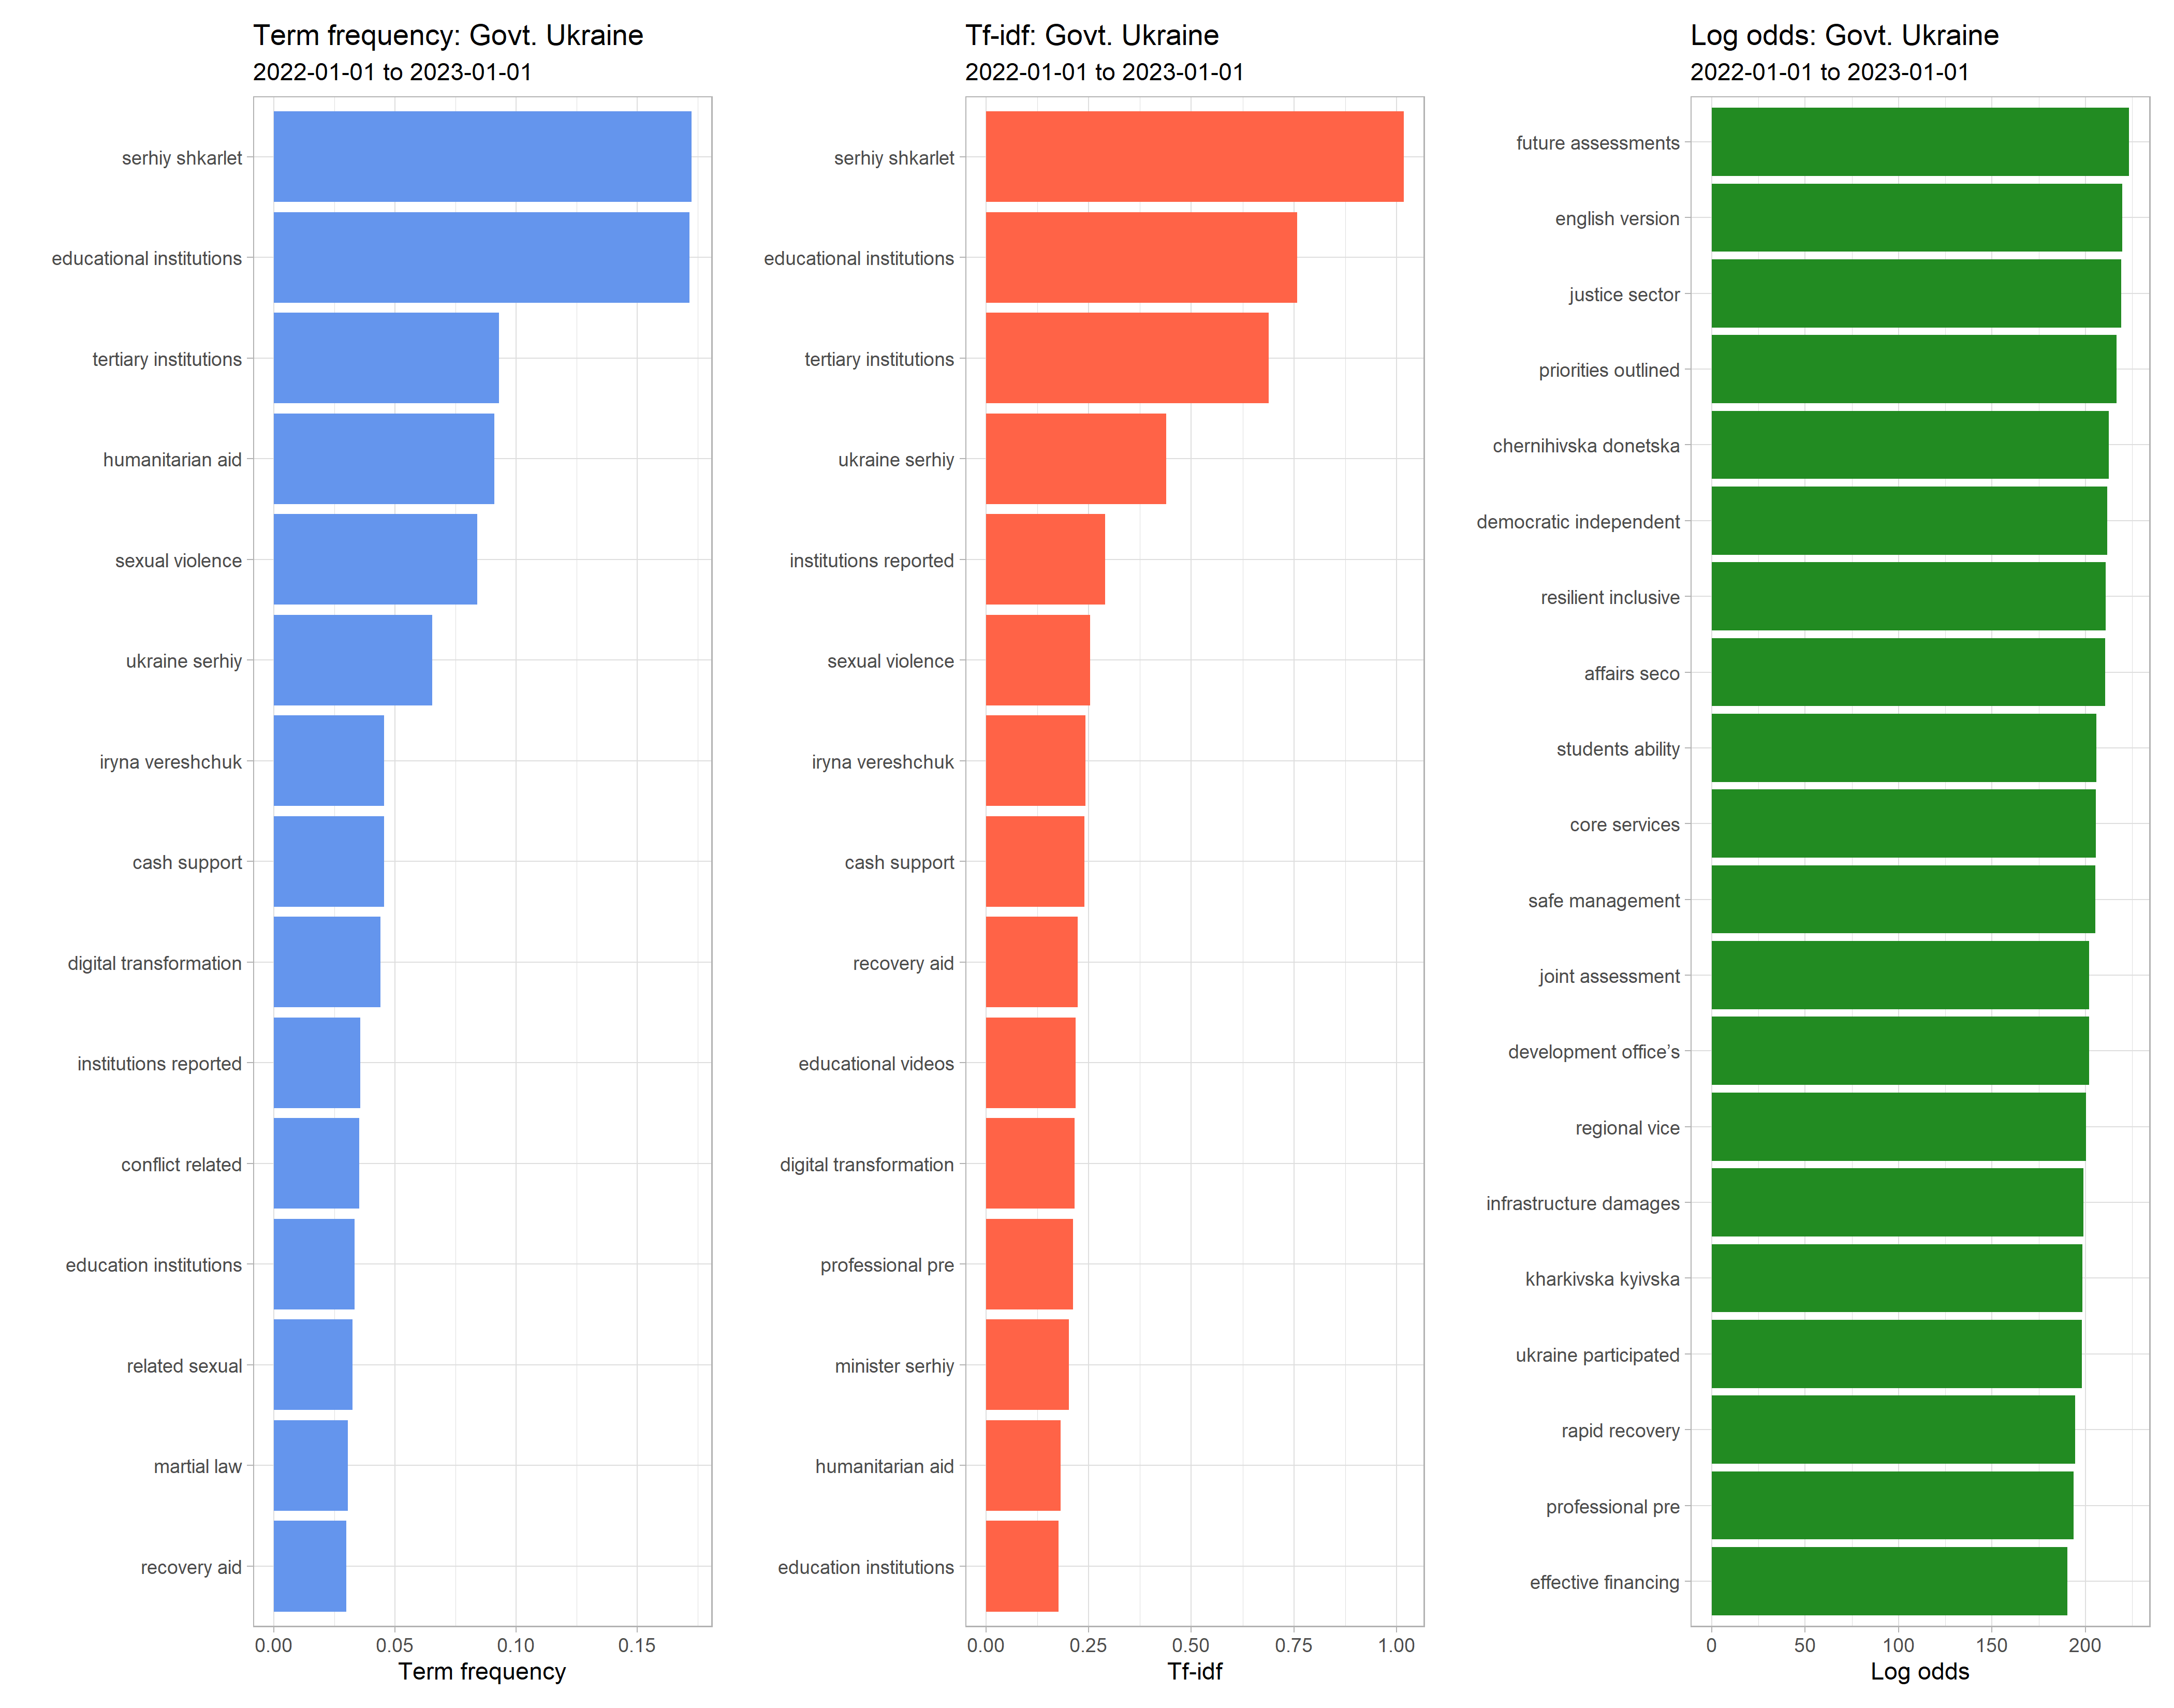 Term frequency: Govt. Ukraine
2022-01-01 to 2023-01-01
serhiy shkarlet
educational institutions
tertiary institutions
humanitarian aid
sexual violence
ukraine serhiy
iryna vereshchuk
cash support
digital transformation
institutions reported
conflict related
education institutions
related sexual
martial law
recovery aid
0.00 0.05 0.10 0.15
Term frequency
Tf-idf: Govt. Ukraine
2022-01-01 to 2023-01-01
serhiy shkarlet
educational institutions
tertiary institutions
ukraine serhiy
institutions reported
sexual violence
iryna vereshchuk
cash support
recovery aid
educational videos
digital transformation
professional pre
minister serhiy
humanitarian aid
education institutions
0.00 0.25 0.50 0.75 1.00
Tf-idf
Log odds: Govt. Ukraine
2022-01-01 to 2023-01-01
future assessments
english version
justice sector
priorities outlined
chernihivska donetska
democratic independent
resilient inclusive
affairs seco
students ability
core services
safe management
joint assessment
development office’s
regional vice
infrastructure damages
kharkivska kyivska
ukraine participated
rapid recovery
professional pre
effective financing
0 50 100 150 200
Log odds